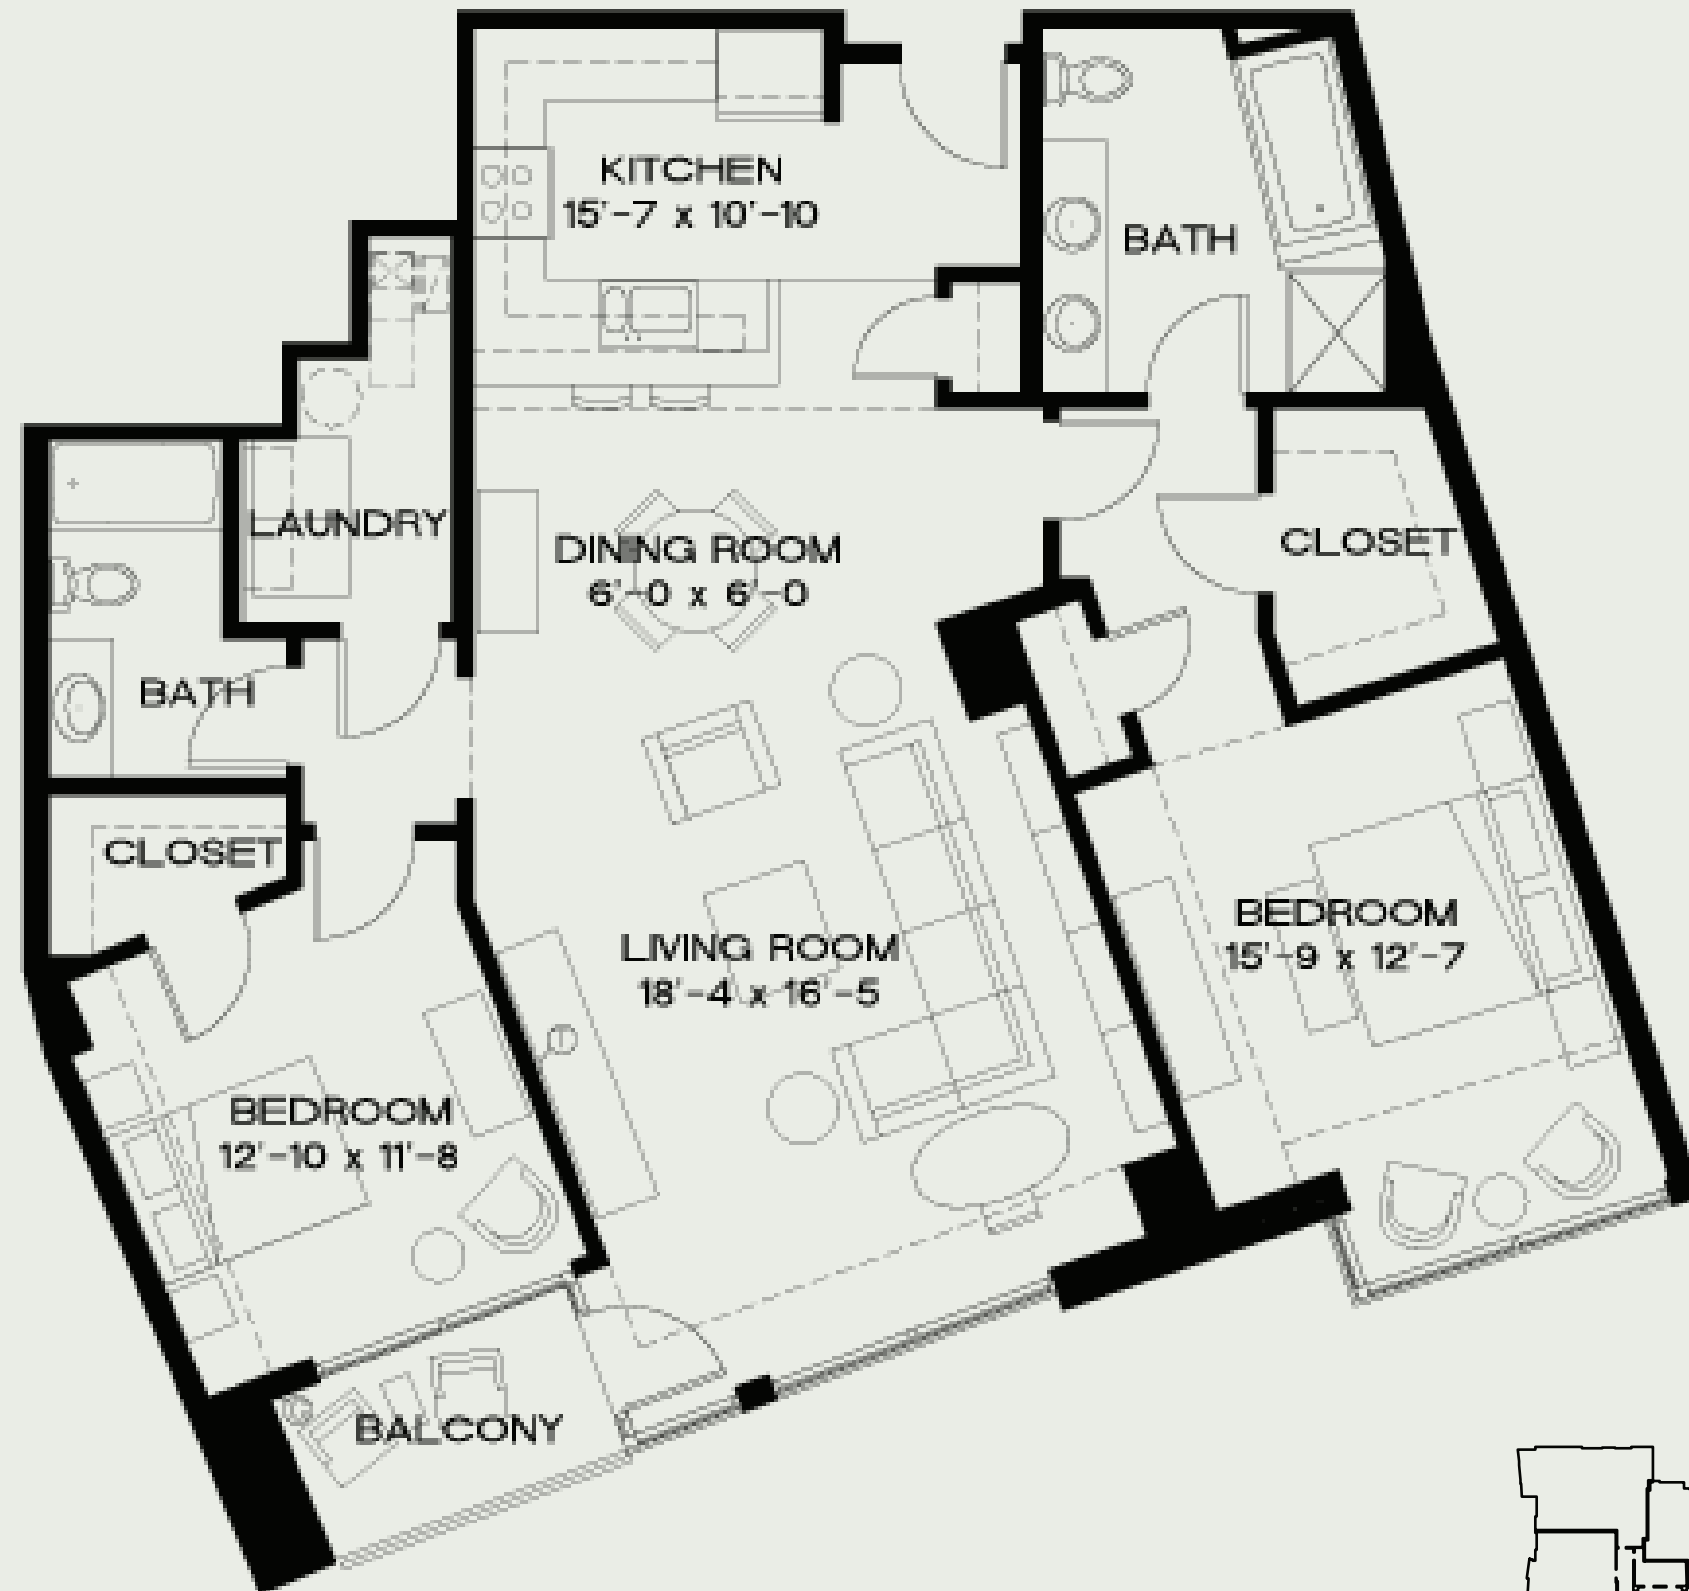 KITCHEN
15'-7 x 10'-10
BATH
LAUNDRY
DINING ROOM
6'-0 x 6'-0
CLOSET
BATH
CLOSET
BEDROOM
15'-9 x 12'-7
LIVING ROOM
18'-4 x 16'-5
BEDROOM
12'-10 x 11'-8
BALCONY